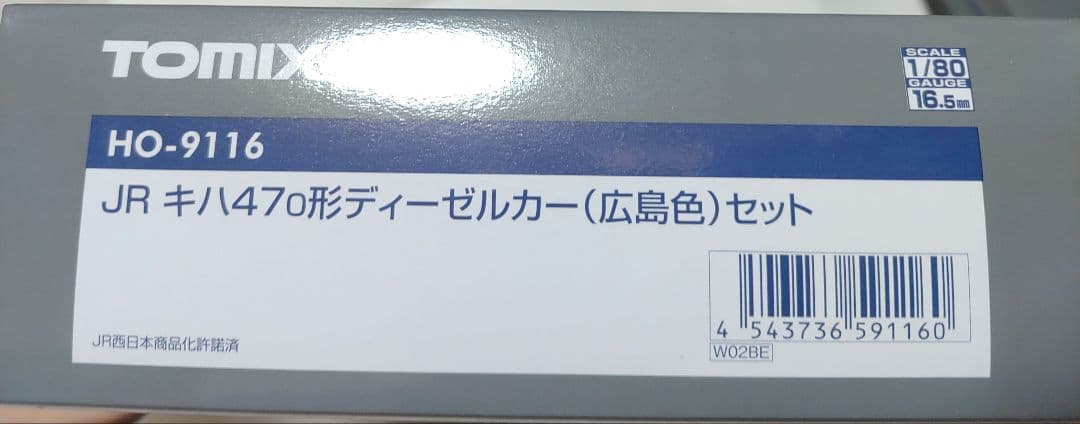 TOMIX
SCALE
1/80
GAUGE
16.5mm
HO-9116
JR キハ47 0形ディーゼルカー(広島色)セット
4 543736 591160
W02BE
JR西日本商品化許諾済